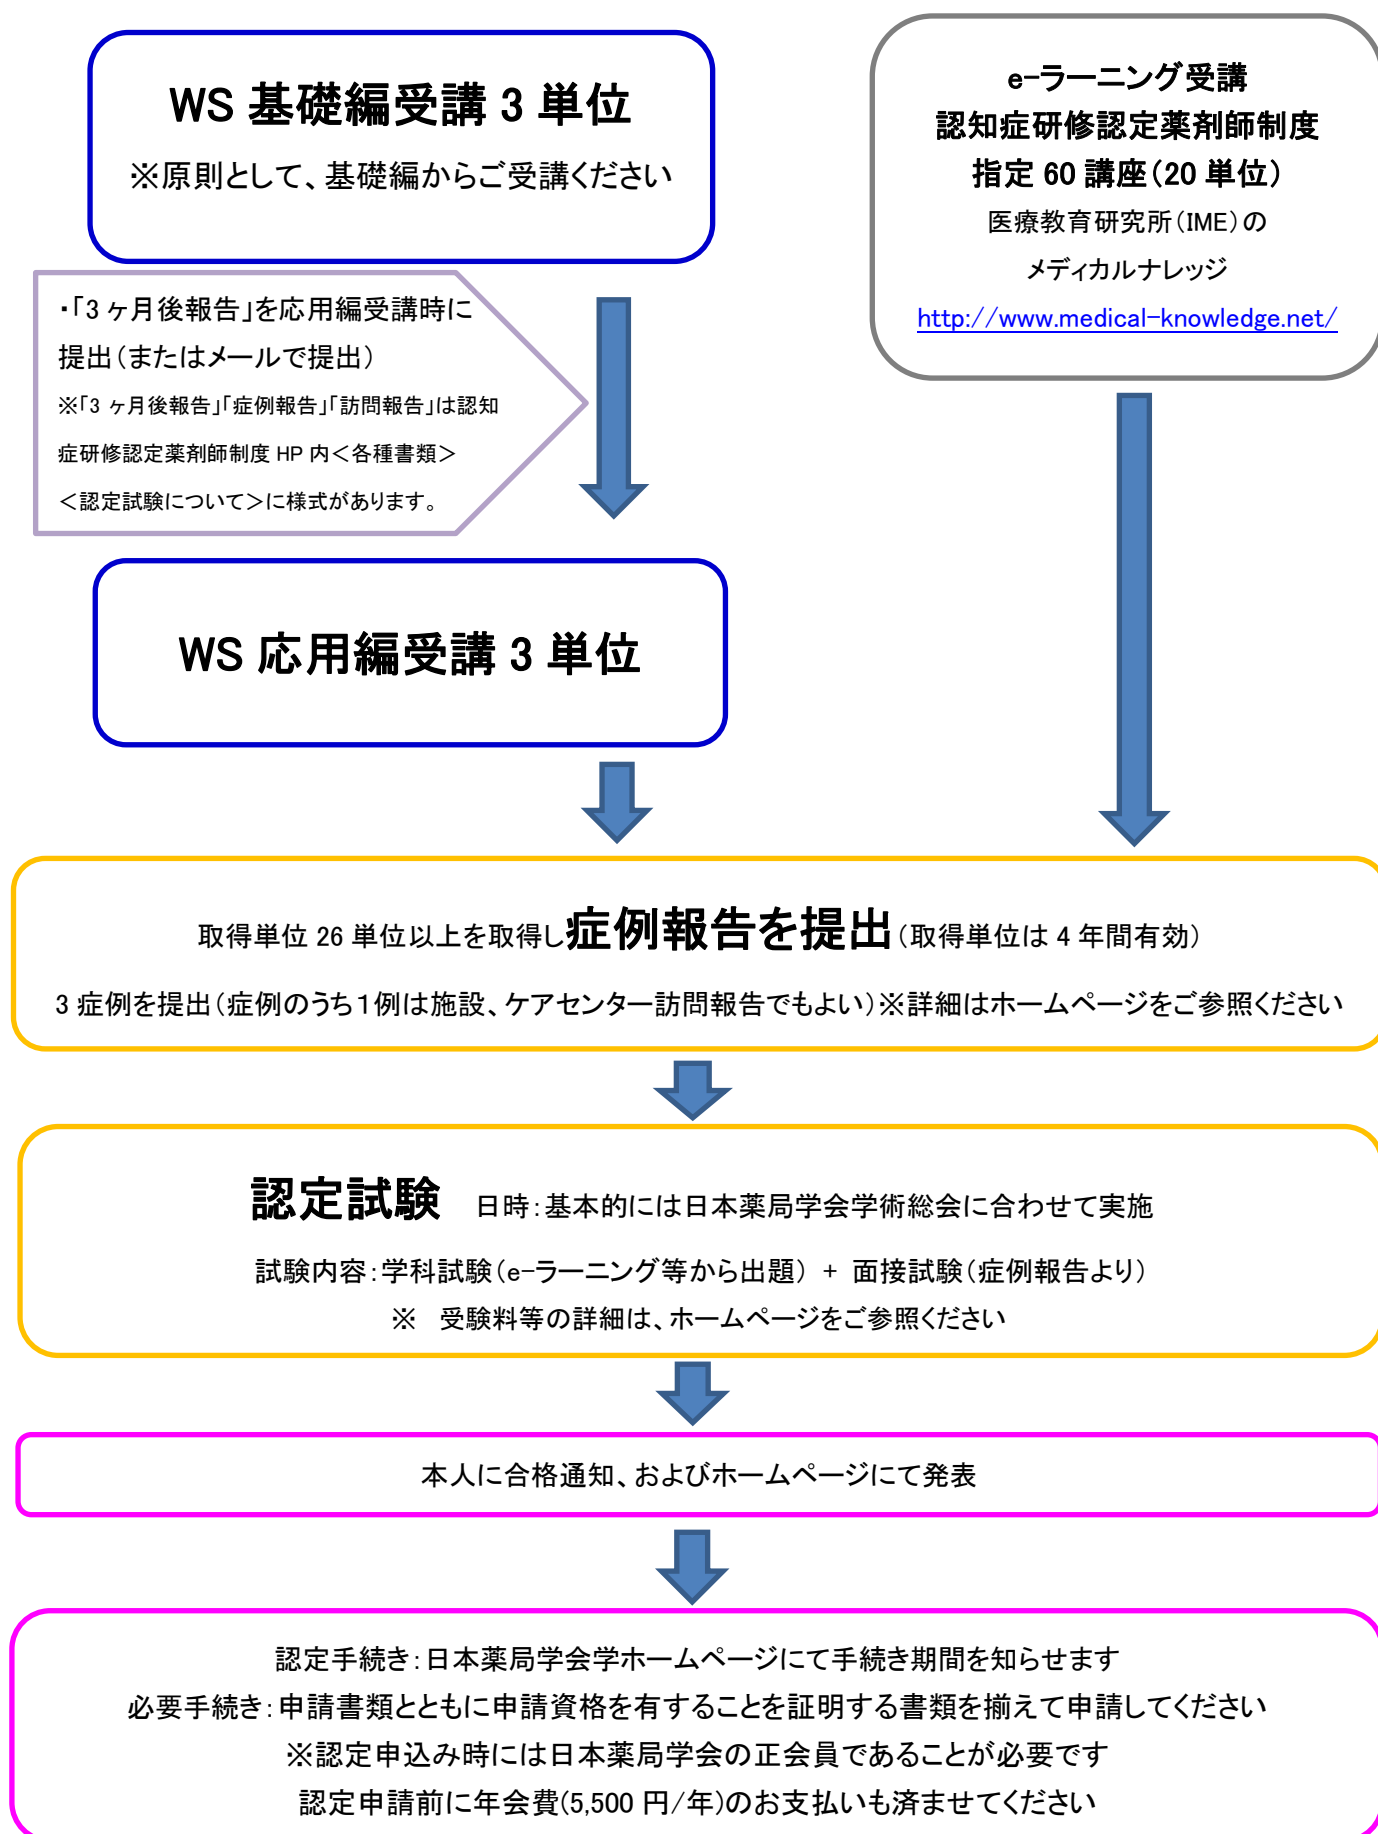 WS 基礎編受講 3 単位
※原則として、基礎編からご受講ください
e-ラーニング受講
認知症研修認定薬剤師制度
指定 60 講座（20 単位）
医療教育研究所（IME）の
メディカルナレッジ
http://www.medical-knowledge.net/
・「3 ヶ月後報告」を応用編受講時に
提出（またはメールで提出）
※「3 ヶ月後報告」「症例報告」「訪問報告」は認知
症研修認定薬剤師制度 HP 内＜各種書類＞
＜認定試験について＞に様式があります。
WS 応用編受講 3 単位
取得単位 26 単位以上を取得し症例報告を提出（取得単位は 4 年間有効）
3 症例を提出（症例のうち１例は施設、ケアセンター訪問報告でもよい）※詳細はホームページをご参照ください
認定試験　日時：基本的には日本薬局学会学術総会に合わせて実施
試験内容：学科試験（e-ラーニング等から出題） + 面接試験（症例報告より）
※　受験料等の詳細は、ホームページをご参照ください
本人に合格通知、およびホームページにて発表
認定手続き：日本薬局学会学ホームページにて手続き期間を知らせます
必要手続き：申請書類とともに申請資格を有することを証明する書類を揃えて申請してください
※認定申込み時には日本薬局学会の正会員であることが必要です
認定申請前に年会費(5,500 円/年)のお支払いも済ませてください